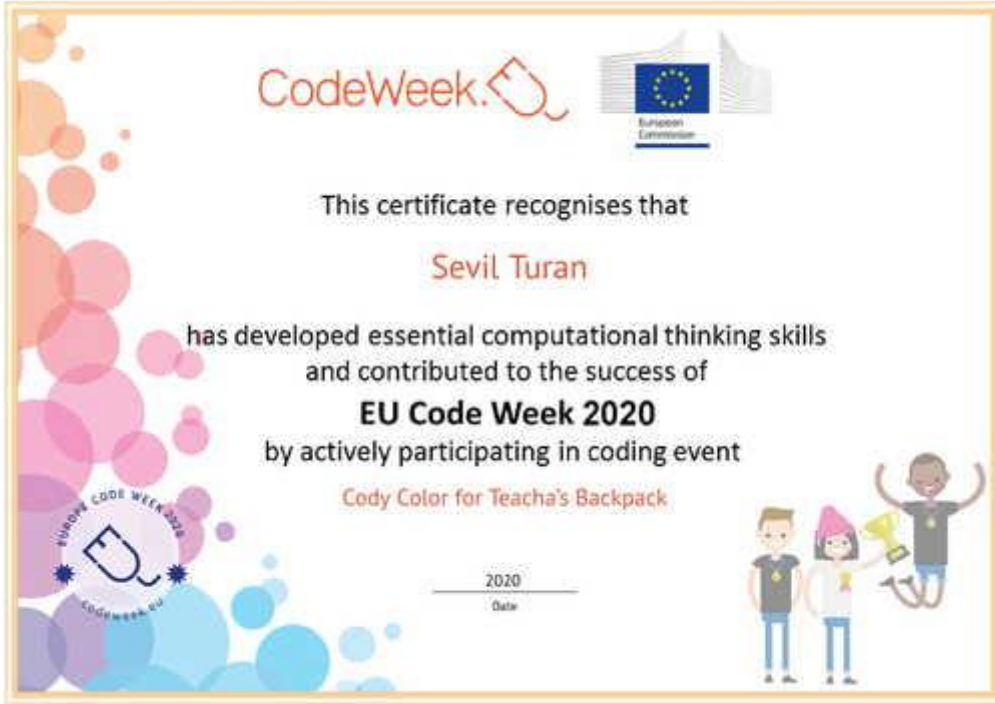 CodeWeek.
European
Commission
This certificate recognises that
Sevil Turan
has developed essential computational thinking skills
and contributed to the success of
EU Code Week 2020
by actively participating in coding event
Cody Color for Teacha's Backpack
EUROPE CODE WEEK 2020
codeweek.eu
2020
Date